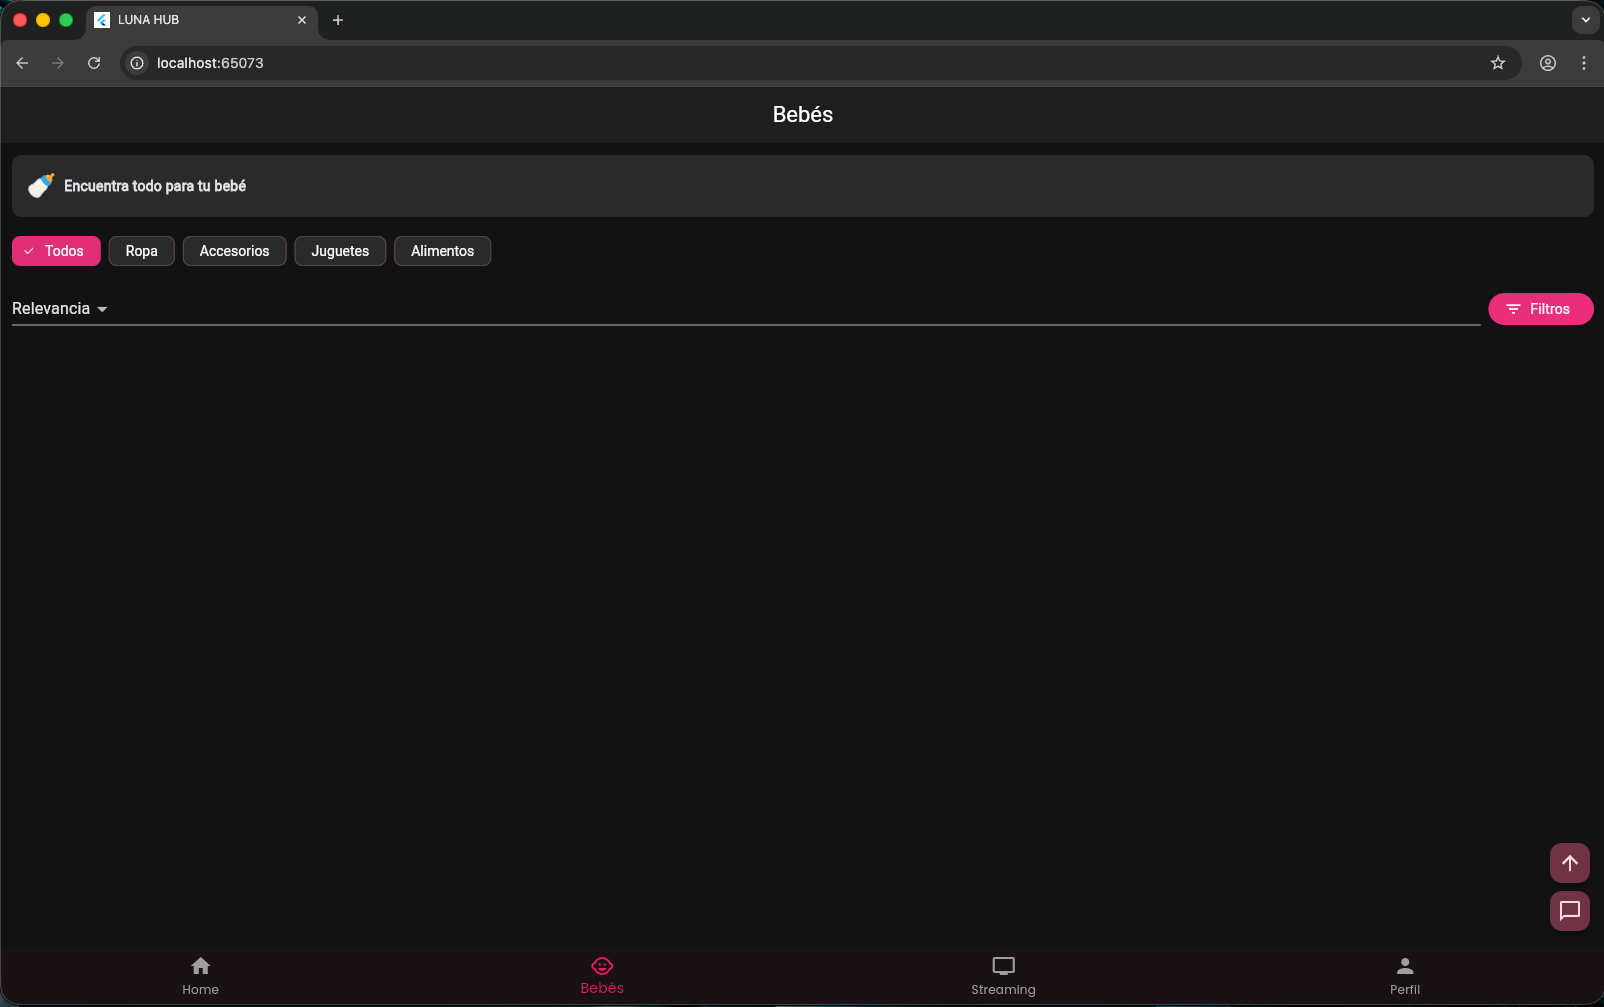 LUNA HUB
localhost:65073
Bebés
Encuentra todo para tu bebé
Todos Ropa Accesorios Juguetes Alimentos
Relevancia Filtros
Home Bebés Streaming Perfil